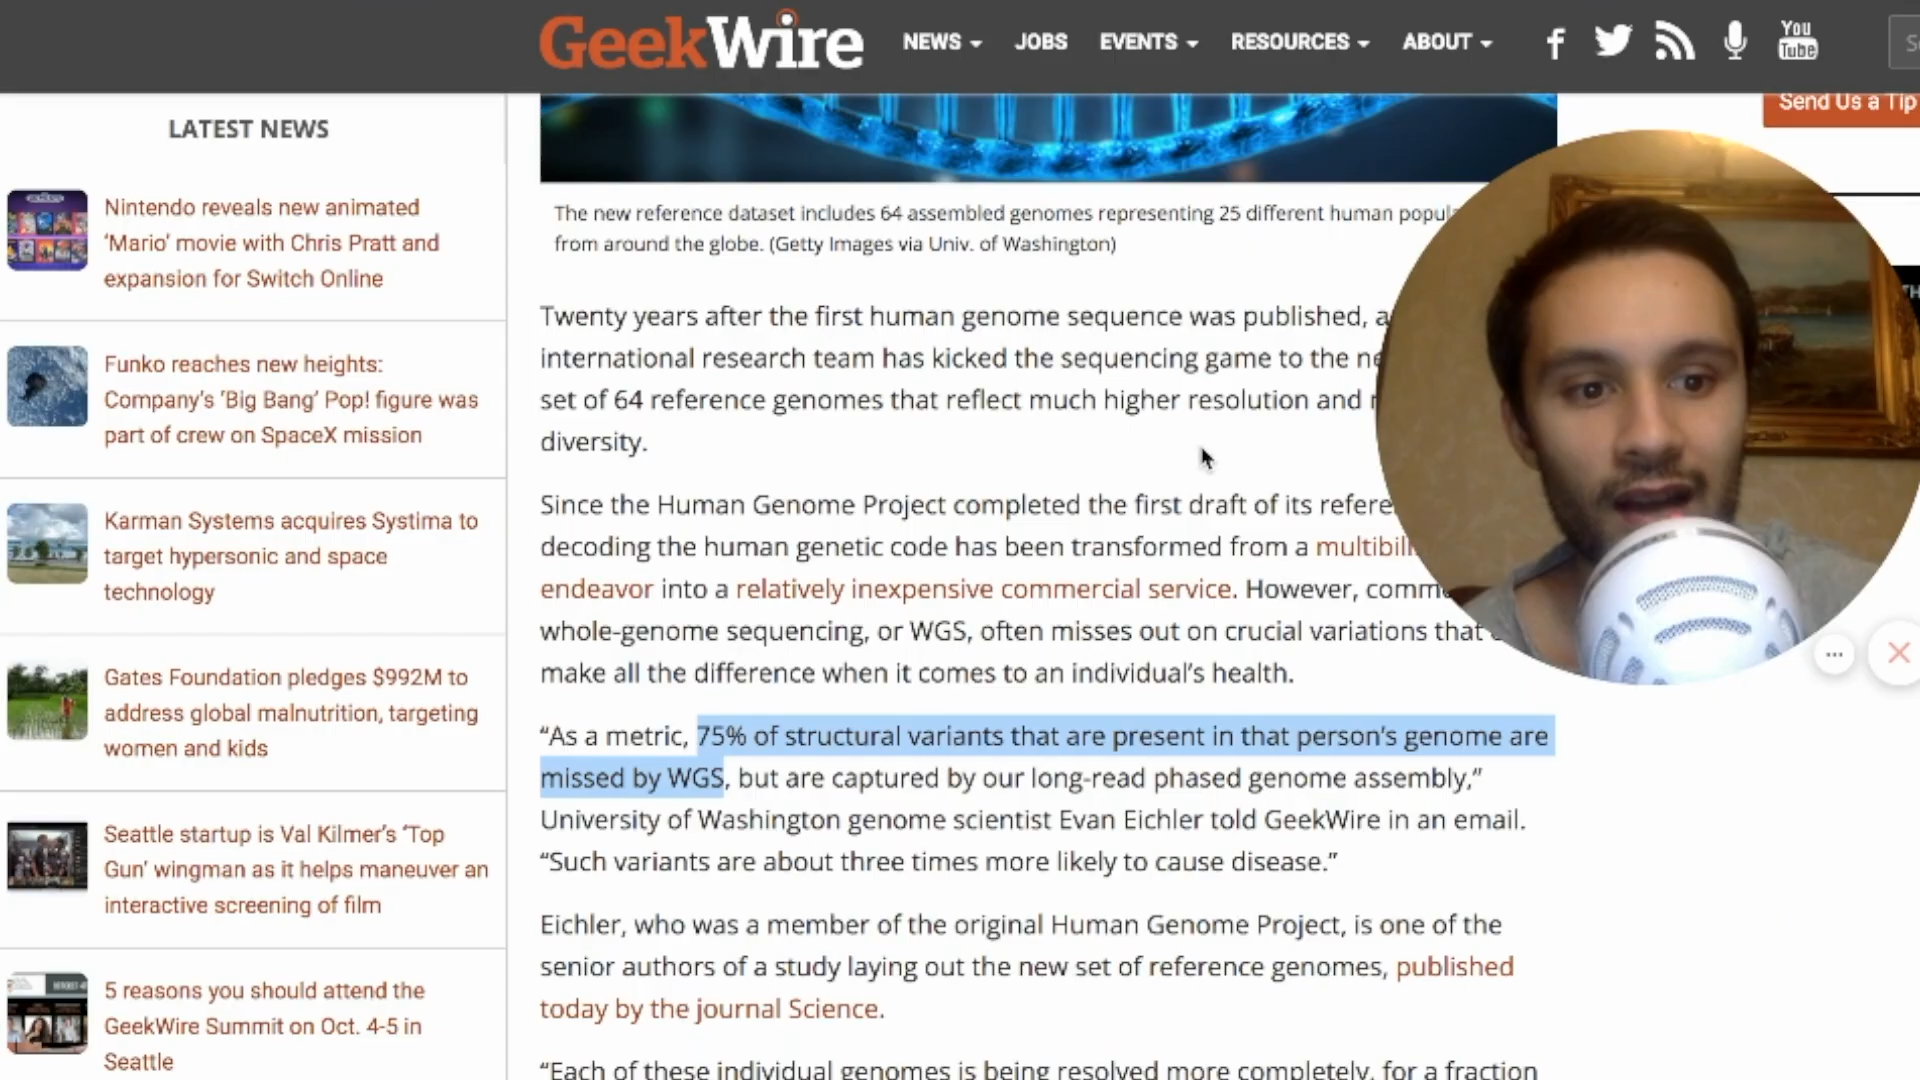 GeekWire
NEWS
JOBS
EVENTS
RESOURCES
ABOUT
You
Tube
Send Us a Tip
LATEST NEWS
Nintendo reveals new animated
‘Mario’ movie with Chris Pratt and
expansion for Switch Online
Funko reaches new heights:
Company’s ‘Big Bang’ Pop! figure was
part of crew on SpaceX mission
Karman Systems acquires Systima to
target hypersonic and space
technology
Gates Foundation pledges $992M to
address global malnutrition, targeting
women and kids
Seattle startup is Val Kilmer’s ‘Top
Gun’ wingman as it helps maneuver an
interactive screening of film
5 reasons you should attend the
GeekWire Summit on Oct. 4-5 in
Seattle
The new reference dataset includes 64 assembled genomes representing 25 different human
from around the globe. (Getty Images via Univ. of Washington)
Twenty years after the first human genome sequence was published,
international research team has kicked the sequencing game to the
set of 64 reference genomes that reflect much higher resolution and
diversity.
Since the Human Genome Project completed the first draft of its
decoding the human genetic code has been transformed from a
endeavor into a relatively inexpensive commercial service. However,
whole-genome sequencing, or WGS, often misses out on crucial variations that
make all the difference when it comes to an individual’s health.
“As a metric, 75% of structural variants that are present in that person’s genome are
missed by WGS, but are captured by our long-read phased genome assembly,”
University of Washington genome scientist Evan Eichler told GeekWire in an email.
“Such variants are about three times more likely to cause disease.”
Eichler, who was a member of the original Human Genome Project, is one of the
senior authors of a study laying out the new set of reference genomes, published
today by the journal Science.
“Each of these individual genomes is being resolved more completely, for a fraction